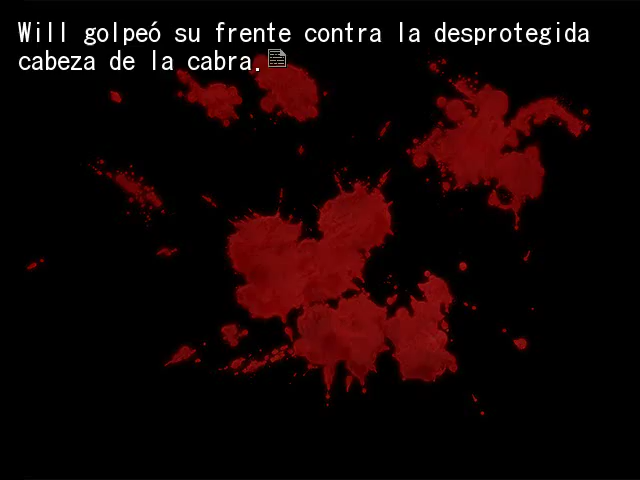 Will golpeó su frente contra la desprotegida
cabeza de la cabra.